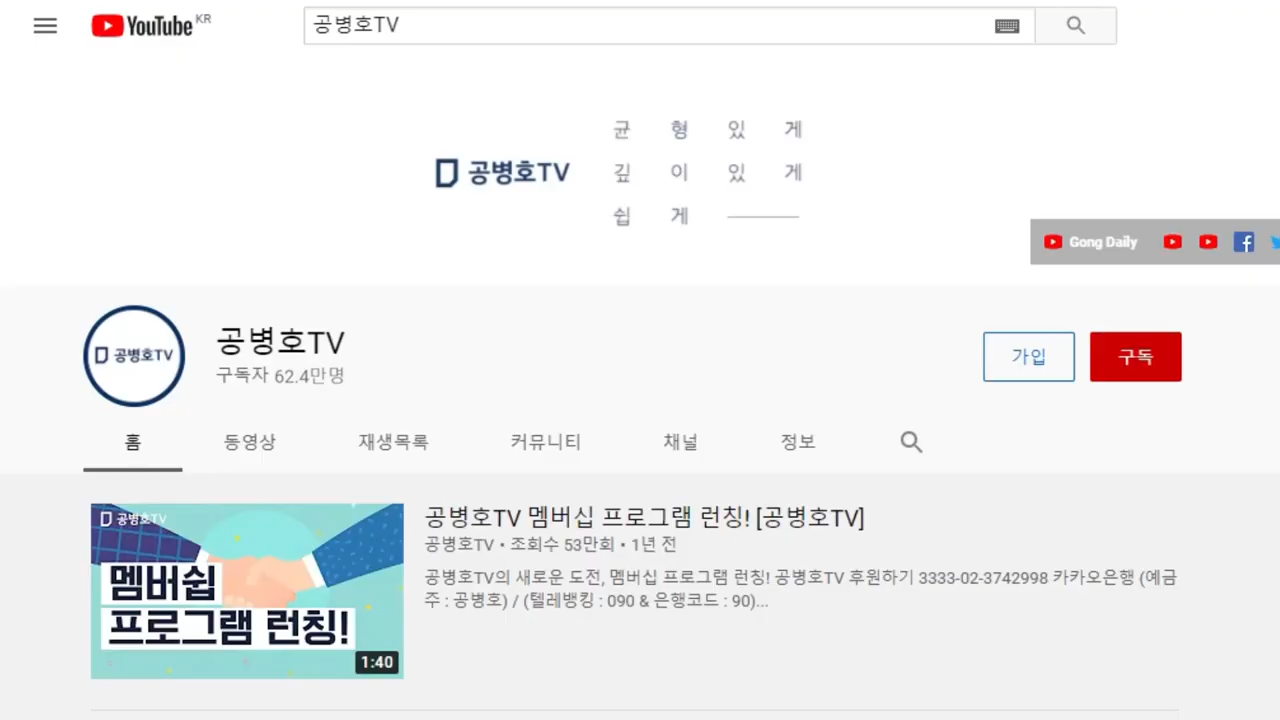 YouTube KR
공병호TV
균 형 있 게
공병호TV
깊 이 있 게
쉽 게
Gong Daily
공병호TV
공병호TV
구독자 62.4만명
가입
구독
홈 동영상 재생목록 커뮤니티 채널 정보
공병호TV
멤버쉽
프로그램 런칭!
1:40
공병호TV 멤버십 프로그램 런칭! [공병호TV]
공병호TV • 조회수 53만회 • 1년 전
공병호TV의 새로운 도전, 멤버십 프로그램 런칭! 공병호TV 후원하기 3333-02-3742998 카카오은행 (예금
주 : 공병호) / (텔레뱅킹 : 090 & 은행코드 : 90)...